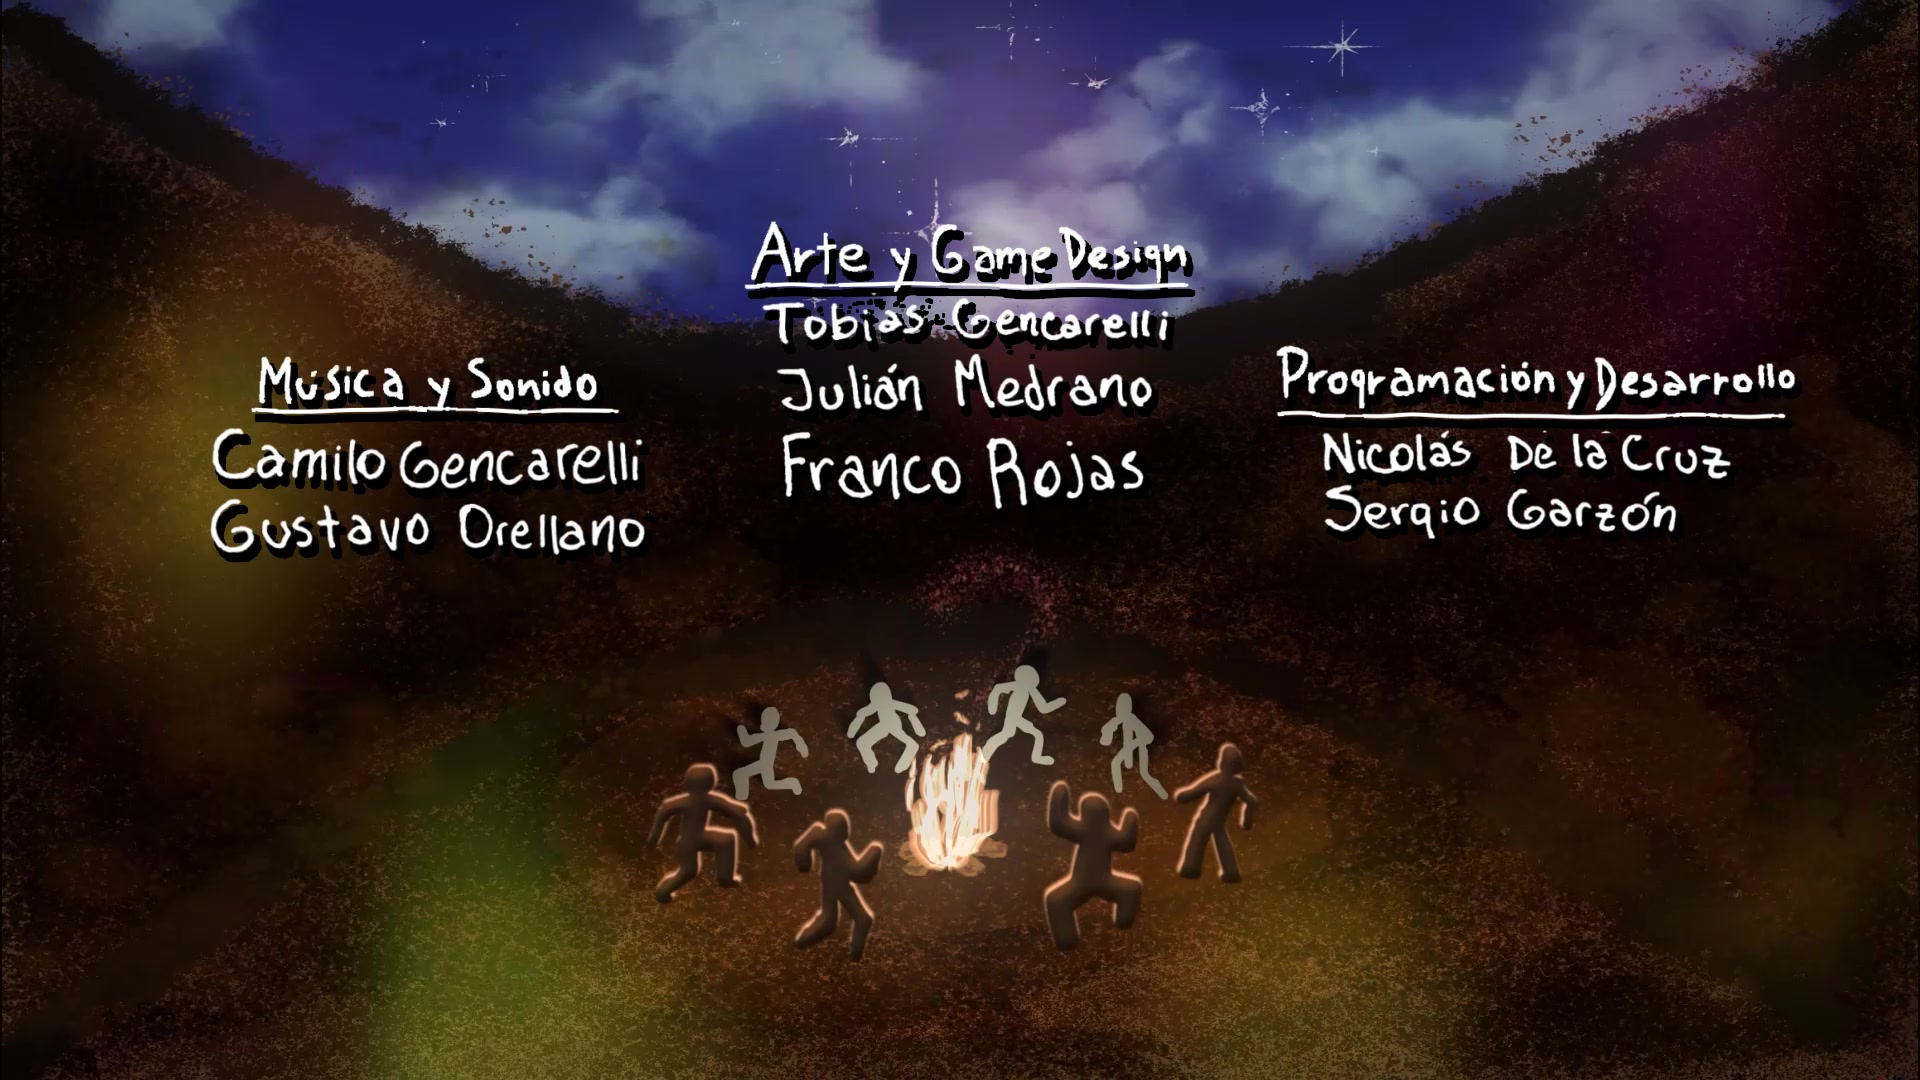 Música y Sonido
Camilo Gencarelli
Gustavo Orellano
Arte y Game Design
Tobias Gencarelli
Julián Medrano
Franco Rojas
Programación y Desarrollo
Nicolás De la Cruz
Sergio Garzón